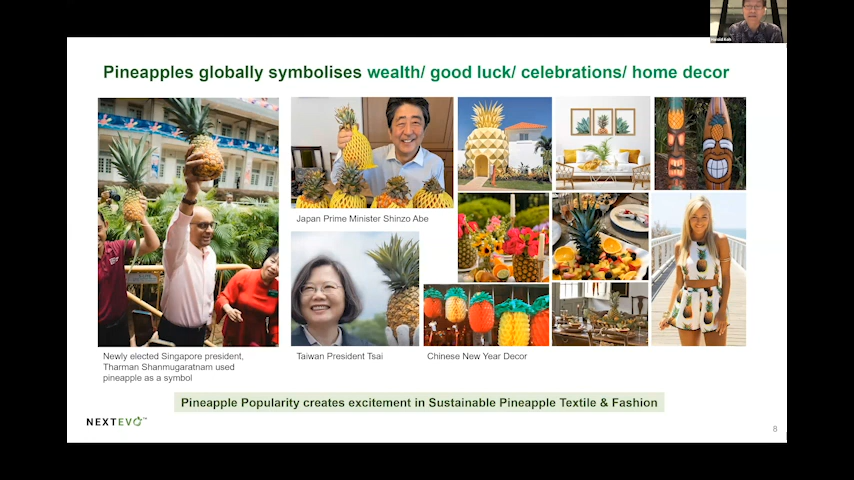 Pineapples globally symbolises wealth/ good luck/ celebrations/ home decor
Japan Prime Minister Shinzo Abe
Newly elected Singapore president,
Tharman Shanmugaratnam used
pineapple as a symbol
Taiwan President Tsai
Chinese New Year Decor
Pineapple Popularity creates excitement in Sustainable Pineapple Textile & Fashion
NEXTEVO™
8